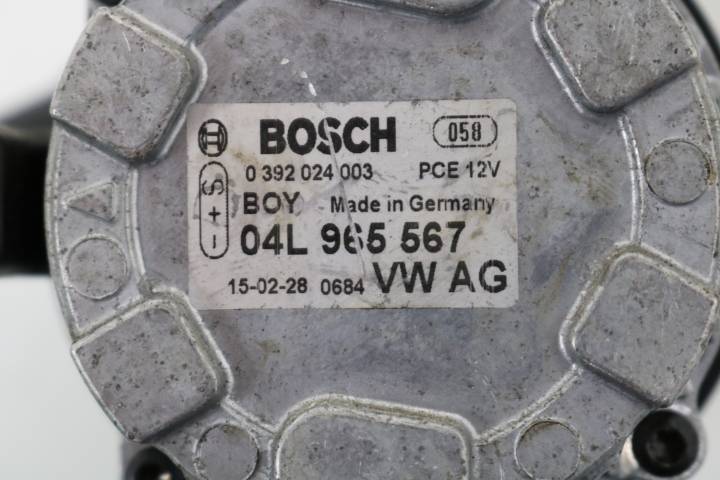 BOSCH 058
0 392 024 003 PCE 12V
BOY Made in Germany
04L 965 567
15-02-28 0684 VW AG
- + S